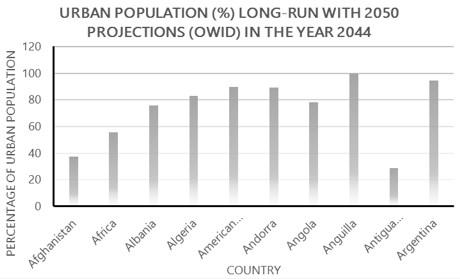 URBAN POPULATION (%) LONG-RUN WITH 2050
PROJECTIONS (OWID) IN THE YEAR 2044
PERCENTAGE OF URBAN POPULATION
120
100
80
60
40
20
0
Afghanistan
Africa
Albania
Algeria
American...
Andorra
Angola
Anguilla
Antigua...
Argentina
COUNTRY